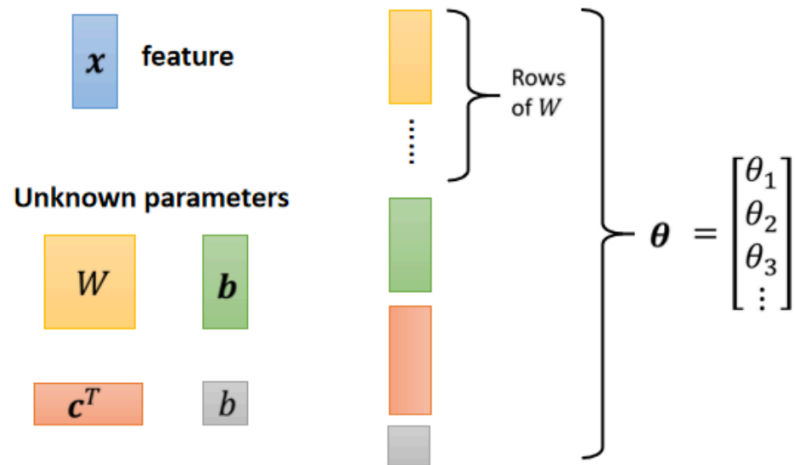 x feature
Rows
of W
Unknown parameters
W b
c^T b
θ = [θ₁
θ₂
θ₃
⋮]